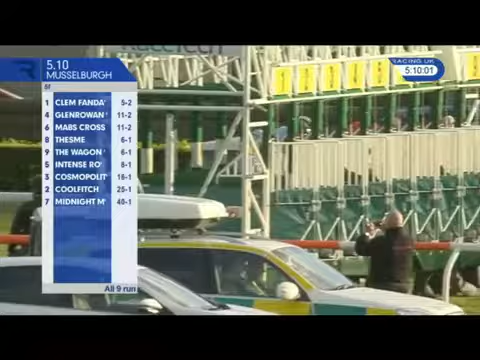 RACETECH
5.10
MUSSELBURGH
5f
1 CLEM FANDA' 5-2
4 GLENROWAN 11-2
6 MABS CROSS 11-2
8 THESME 6-1
9 THE WAGON 6-1
5 INTENSE RO' 8-1
3 COSMOPOLIT' 16-1
2 COOLFITCH 25-1
7 MIDNIGHT M' 40-1
All 9 run
RACING UK
5:10:01